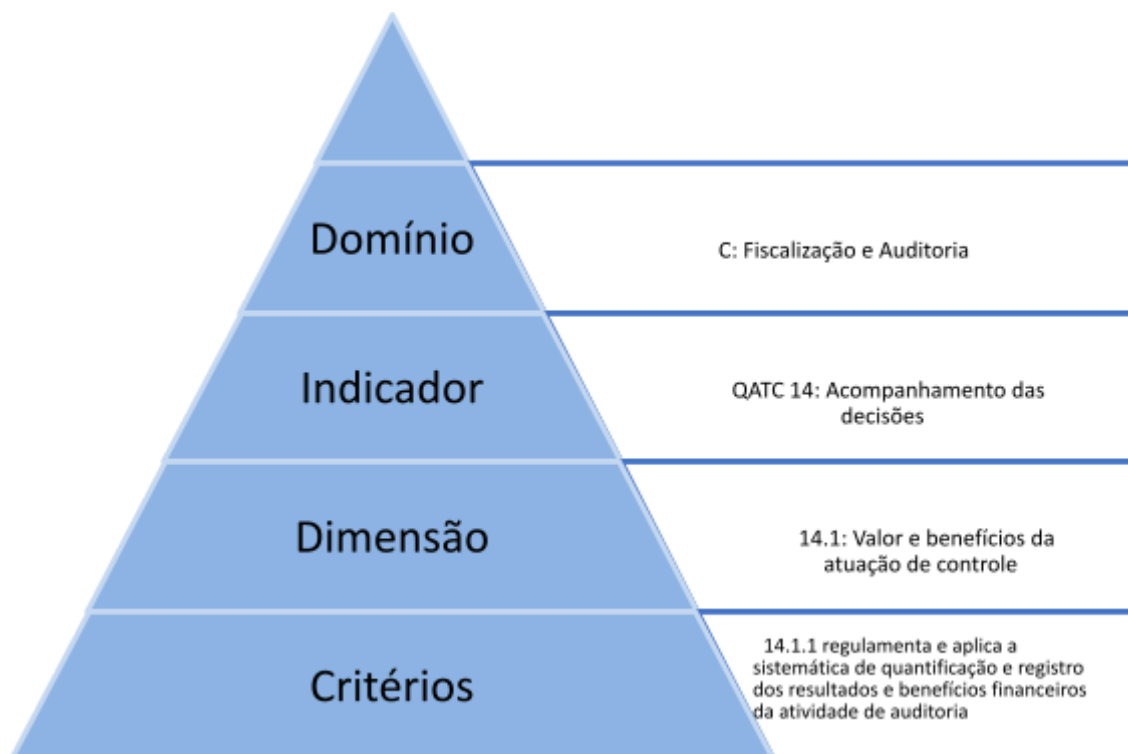 Domínio
C: Fiscalização e Auditoria
Indicador
QATC 14: Acompanhamento das
decisões
Dimensão
14.1: Valor e benefícios da
atuação de controle
Critérios
14.1.1 regulamenta e aplica a
sistemática de quantificação e registro
dos resultados e benefícios financeiros
da atividade de auditoria